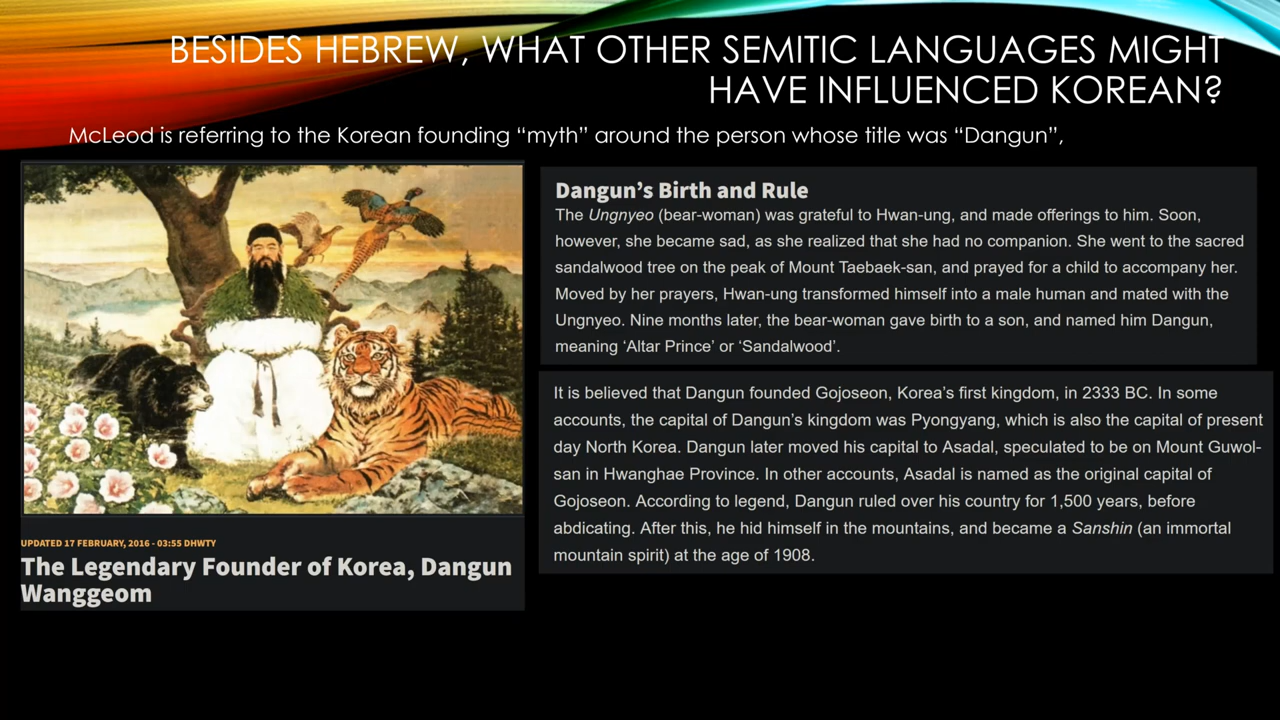 BESIDES HEBREW, WHAT OTHER SEMITIC LANGUAGES MIGHT
HAVE INFLUENCED KOREAN?
McLeod is referring to the Korean founding “myth” around the person whose title was “Dangun”,
UPDATED 17 FEBRUARY, 2016 - 03:55 DHWTY
The Legendary Founder of Korea, Dangun
Wanggeom
Dangun’s Birth and Rule
The Ungnyeo (bear-woman) was grateful to Hwan-ung, and made offerings to him. Soon,
however, she became sad, as she realized that she had no companion. She went to the sacred
sandalwood tree on the peak of Mount Taebaek-san, and prayed for a child to accompany her.
Moved by her prayers, Hwan-ung transformed himself into a male human and mated with the
Ungnyeo. Nine months later, the bear-woman gave birth to a son, and named him Dangun,
meaning ‘Altar Prince’ or ‘Sandalwood’.
It is believed that Dangun founded Gojoseon, Korea’s first kingdom, in 2333 BC. In some
accounts, the capital of Dangun’s kingdom was Pyongyang, which is also the capital of present
day North Korea. Dangun later moved his capital to Asadal, speculated to be on Mount Guwol-
san in Hwanghae Province. In other accounts, Asadal is named as the original capital of
Gojoseon. According to legend, Dangun ruled over his country for 1,500 years, before
abdicating. After this, he hid himself in the mountains, and became a Sanshin (an immortal
mountain spirit) at the age of 1908.